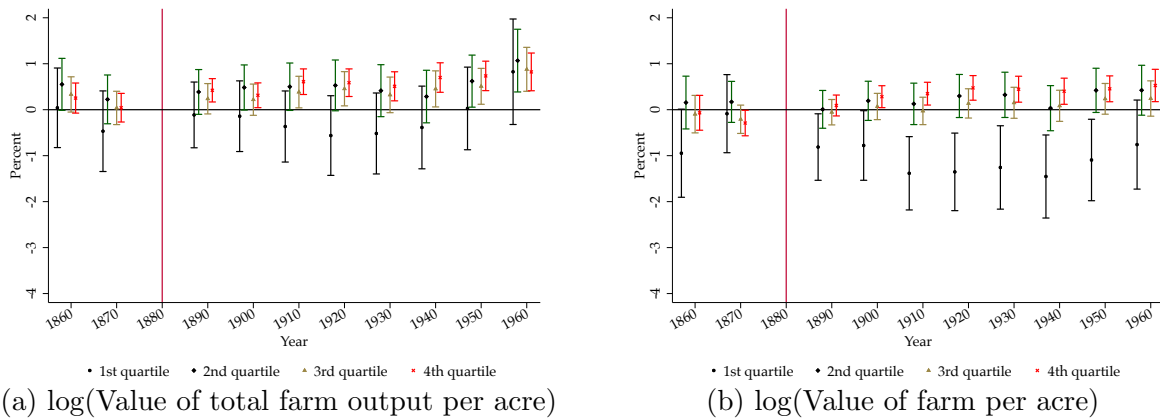 2
1
0
-1
-2
-3
-4
Percent
1860 1870 1880 1890 1900 1910 1920 1930 1940 1950 1960
Year
1st quartile 2nd quartile 3rd quartile 4th quartile
(a) log(Value of total farm output per acre)
2
1
0
-1
-2
-3
-4
Percent
1860 1870 1880 1890 1900 1910 1920 1930 1940 1950 1960
Year
1st quartile 2nd quartile 3rd quartile 4th quartile
(b) log(Value of farm per acre)